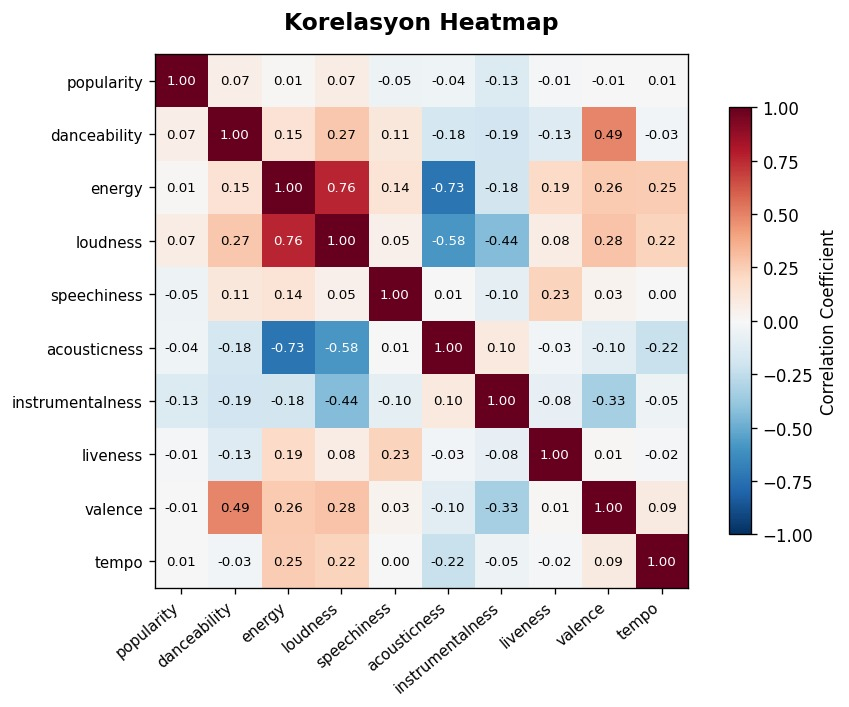 Korelasyon Heatmap
popularity 1.00 0.07 0.01 0.07 -0.05 -0.04 -0.13 -0.01 -0.01 0.01
danceability 0.07 1.00 0.15 0.27 0.11 -0.18 -0.19 -0.13 0.49 -0.03
energy 0.01 0.15 1.00 0.76 0.14 -0.73 -0.18 0.19 0.26 0.25
loudness 0.07 0.27 0.76 1.00 0.05 -0.58 -0.44 0.08 0.28 0.22
speechiness -0.05 0.11 0.14 0.05 1.00 0.01 -0.10 0.23 0.03 0.00
acousticness -0.04 -0.18 -0.73 -0.58 0.01 1.00 0.10 -0.03 -0.10 -0.22
instrumentalness -0.13 -0.19 -0.18 -0.44 -0.10 0.10 1.00 -0.08 -0.33 -0.05
liveness -0.01 -0.13 0.19 0.08 0.23 -0.03 -0.08 1.00 0.01 -0.02
valence -0.01 0.49 0.26 0.28 0.03 -0.10 -0.33 0.01 1.00 0.09
tempo 0.01 -0.03 0.25 0.22 0.00 -0.22 -0.05 -0.02 0.09 1.00
popularity
danceability
energy
loudness
speechiness
acousticness
instrumentalness
liveness
valence
tempo
1.00
0.75
0.50
0.25
0.00
−0.25
−0.50
−0.75
−1.00
Correlation Coefficient